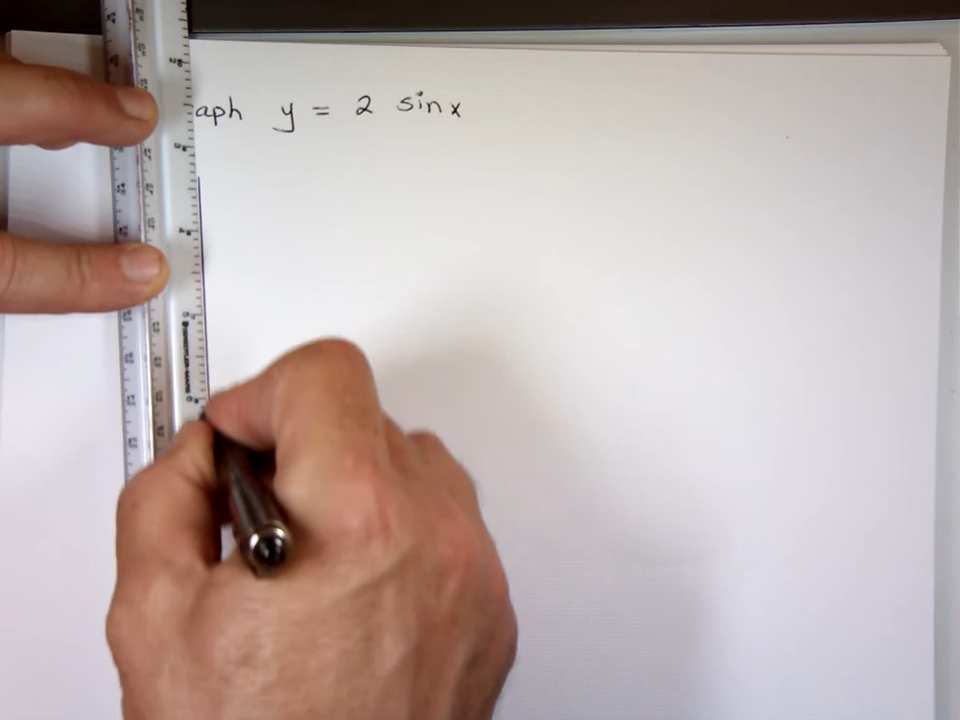 aph y = 2 sin x